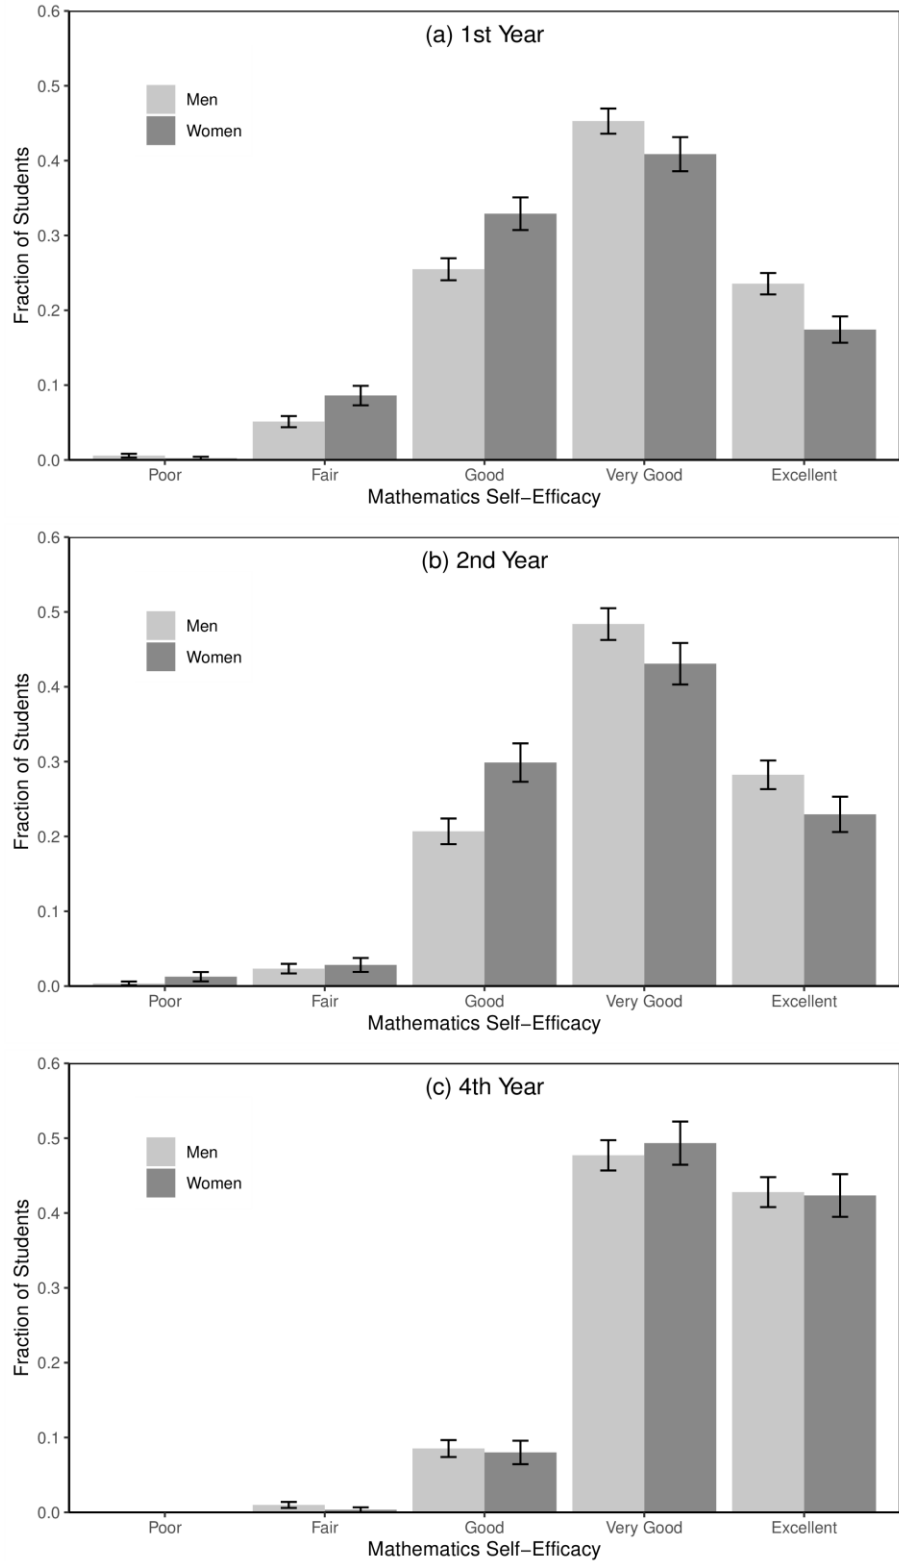 (a) 1st Year
Men
Women
Fraction of Students
0.6
0.5
0.4
0.3
0.2
0.1
0.0
Poor Fair Good Very Good Excellent
Mathematics Self−Efficacy
(b) 2nd Year
Men
Women
Fraction of Students
0.6
0.5
0.4
0.3
0.2
0.1
0.0
Poor Fair Good Very Good Excellent
Mathematics Self−Efficacy
(c) 4th Year
Men
Women
Fraction of Students
0.6
0.5
0.4
0.3
0.2
0.1
0.0
Poor Fair Good Very Good Excellent
Mathematics Self−Efficacy